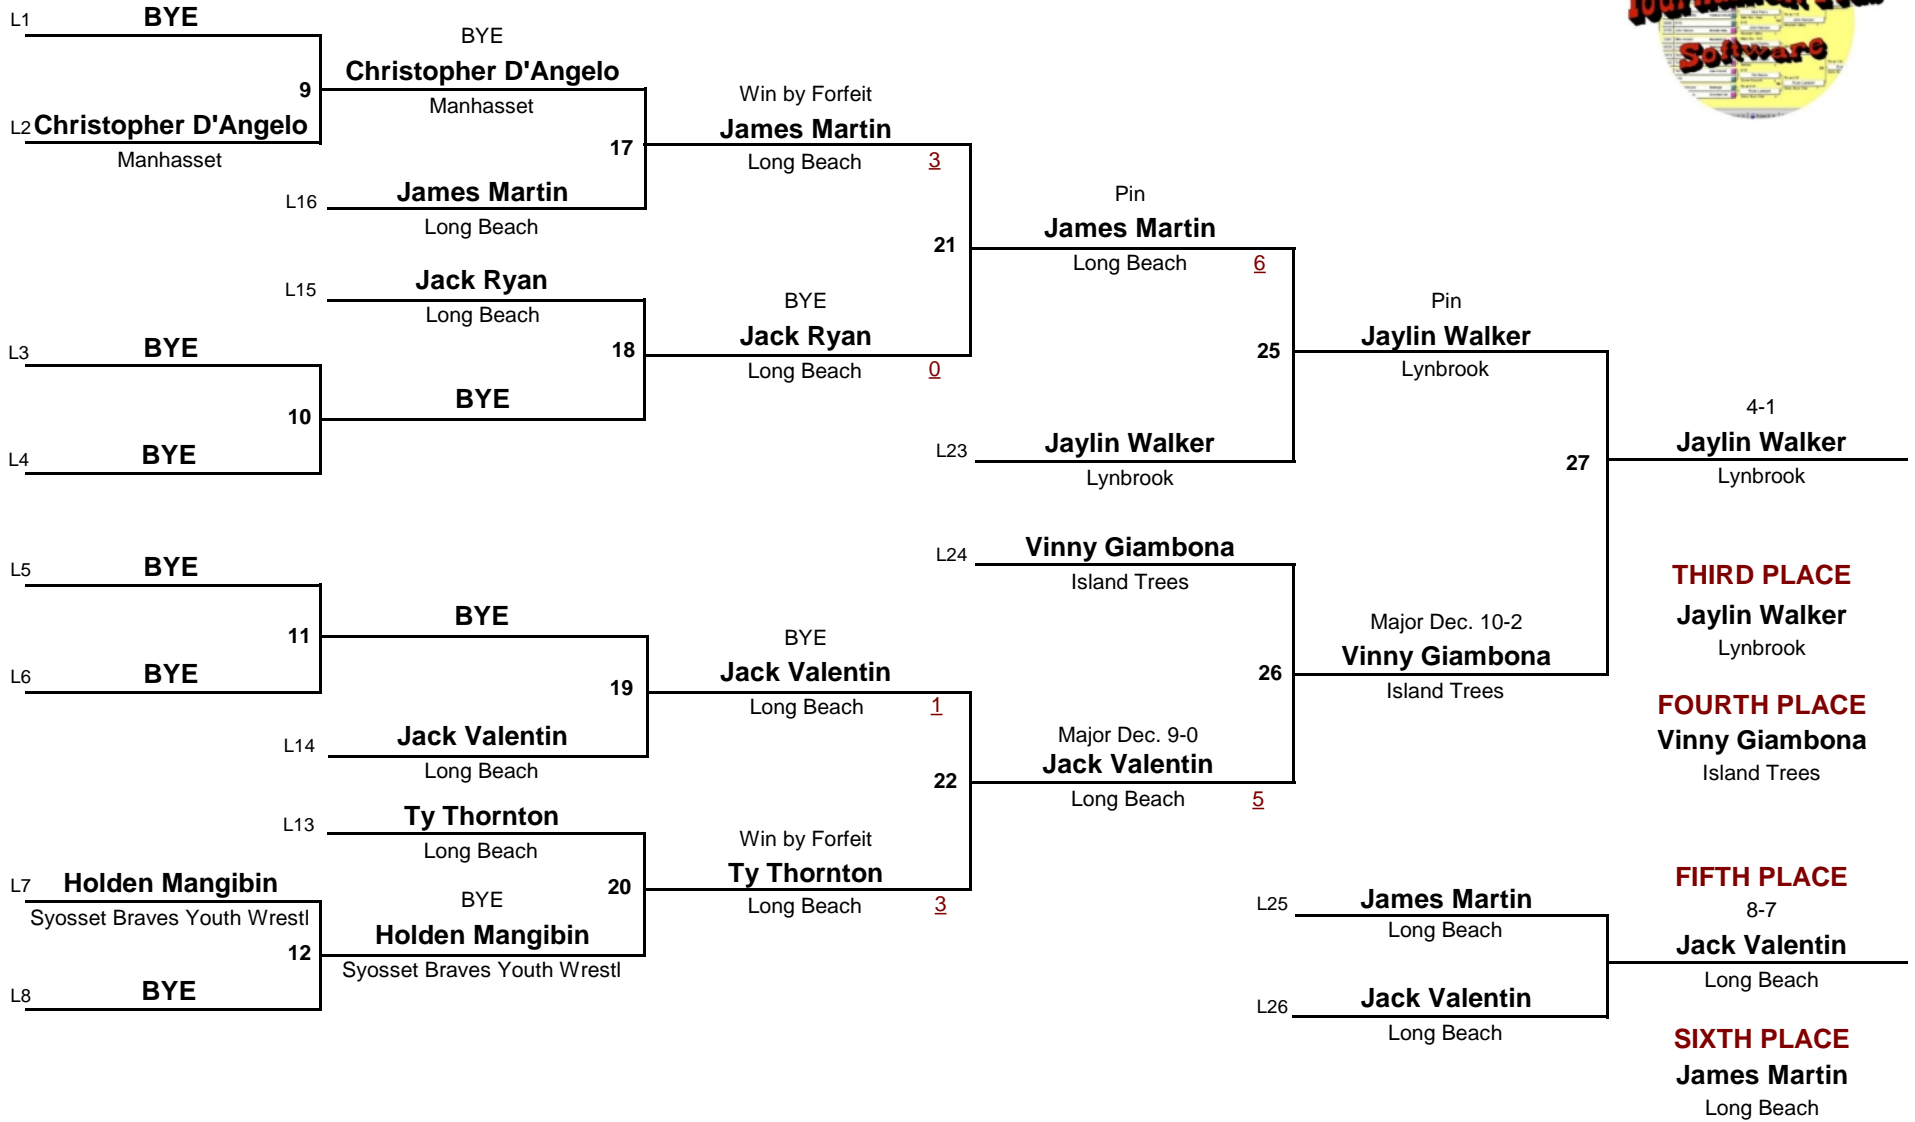 L1 BYE
9
L2 Christopher D'Angelo
Manhasset
L3 BYE
10
L4 BYE
L5 BYE
11
L6 BYE
L7 Holden Mangibin
Syosset Braves Youth Wrestl
12
L8 BYE
BYE
Christopher D'Angelo
Manhasset
17
L16 James Martin
Long Beach
L15 Jack Ryan
Long Beach
18
BYE
BYE
19
L14 Jack Valentin
Long Beach
L13 Ty Thornton
Long Beach
20
BYE
Holden Mangibin
Syosset Braves Youth Wrestl
Win by Forfeit
James Martin
Long Beach 3
21
BYE
Jack Ryan
Long Beach 0
BYE
Jack Valentin
Long Beach 1
22
Win by Forfeit
Ty Thornton
Long Beach 3
Pin
James Martin
Long Beach 6
25
L23 Jaylin Walker
Lynbrook
L24 Vinny Giambona
Island Trees
26
Major Dec. 9-0
Jack Valentin
Long Beach 5
Pin
Jaylin Walker
Lynbrook
27
Major Dec. 10-2
Vinny Giambona
Island Trees
L25 James Martin
Long Beach
L26 Jack Valentin
Long Beach
Software
4-1
Jaylin Walker
Lynbrook
THIRD PLACE
Jaylin Walker
Lynbrook
FOURTH PLACE
Vinny Giambona
Island Trees
FIFTH PLACE
8-7
Jack Valentin
Long Beach
SIXTH PLACE
James Martin
Long Beach